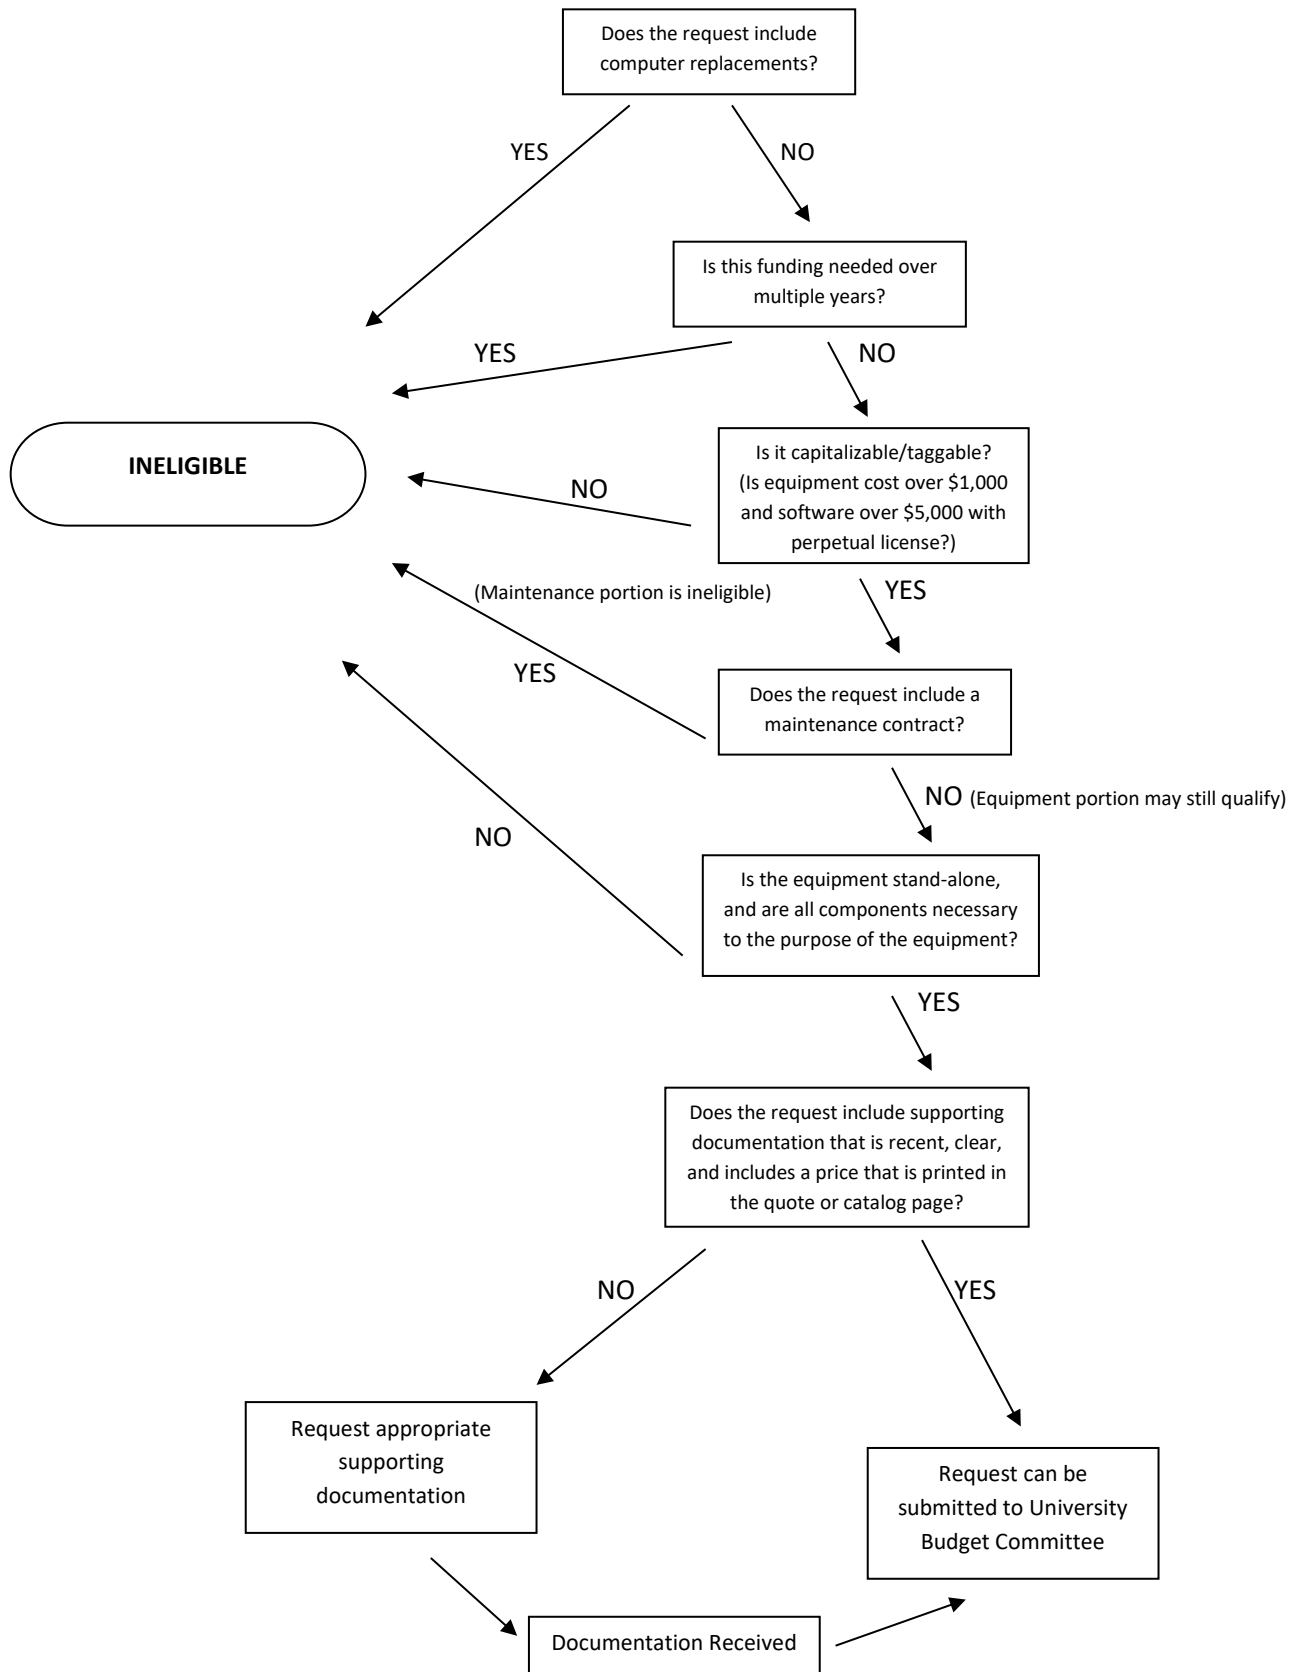 Does the request include
computer replacements?
YES
NO
Is this funding needed over
multiple years?
YES
NO
INELIGIBLE
Is it capitalizable/taggable?
(Is equipment cost over $1,000
and software over $5,000 with
perpetual license?)
NO
(Maintenance portion is ineligible)
YES
YES
Does the request include a
maintenance contract?
NO (Equipment portion may still qualify)
NO
Is the equipment stand-alone,
and are all components necessary
to the purpose of the equipment?
YES
Does the request include supporting
documentation that is recent, clear,
and includes a price that is printed in
the quote or catalog page?
NO
YES
Request appropriate
supporting
documentation
Request can be
submitted to University
Budget Committee
Documentation Received